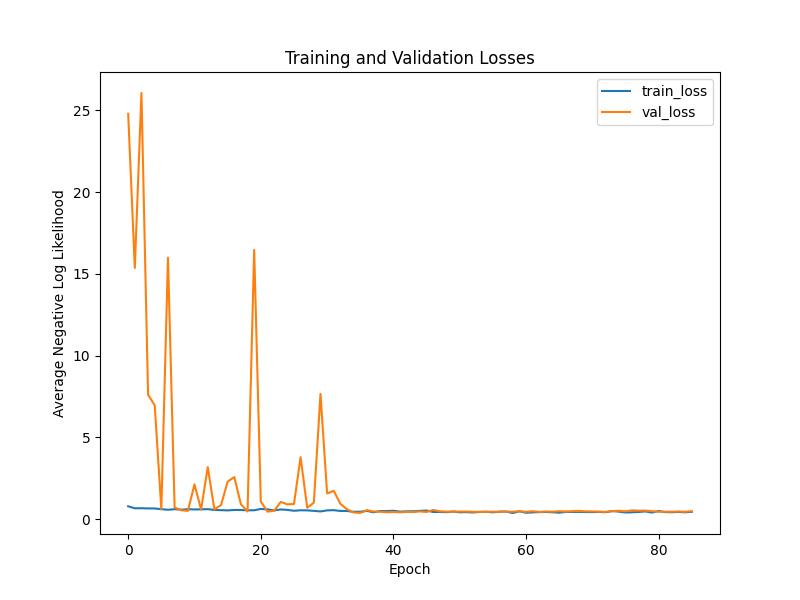 Training and Validation Losses
train_loss
val_loss
25
20
15
10
5
0
Average Negative Log Likelihood
0 20 40 60 80
Epoch